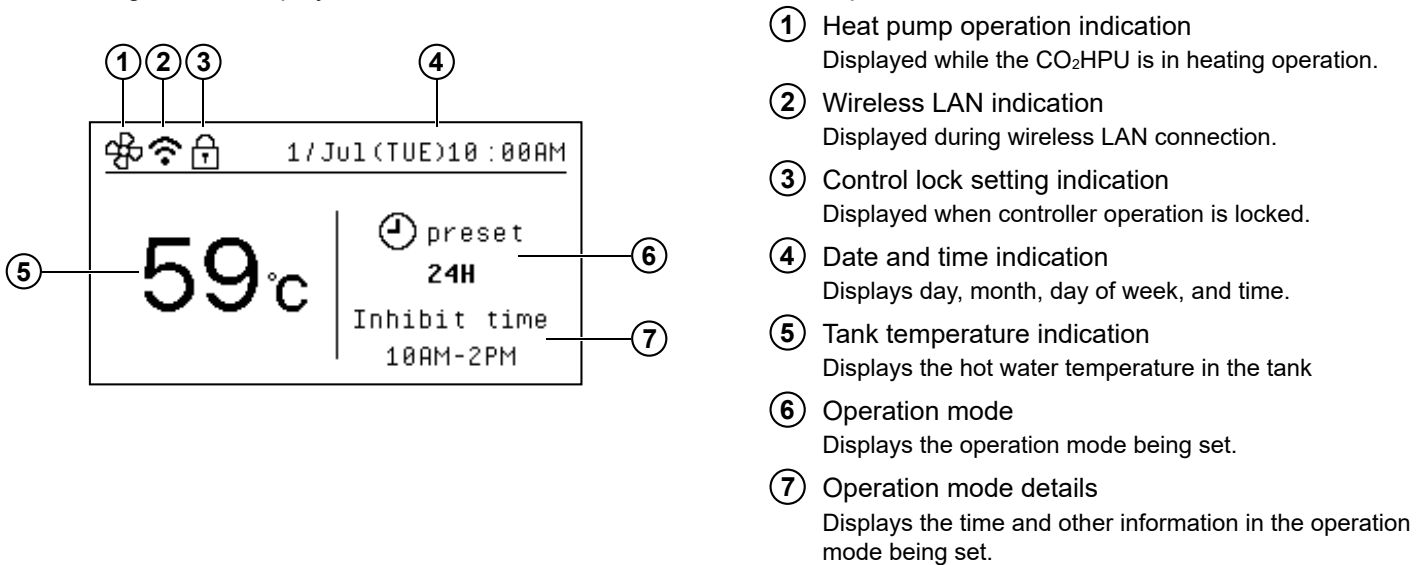 1 Heat pump operation indication
Displayed while the CO₂HPU is in heating operation.
2 Wireless LAN indication
Displayed during wireless LAN connection.
3 Control lock setting indication
Displayed when controller operation is locked.
4 Date and time indication
Displays day, month, day of week, and time.
5 Tank temperature indication
Displays the hot water temperature in the tank
6 Operation mode
Displays the operation mode being set.
7 Operation mode details
Displays the time and other information in the operation
mode being set.
1 2 3 4
1/Jul(TUE)10:00AM
5
59°C
preset
24H
6
Inhibit time
10AM-2PM
7